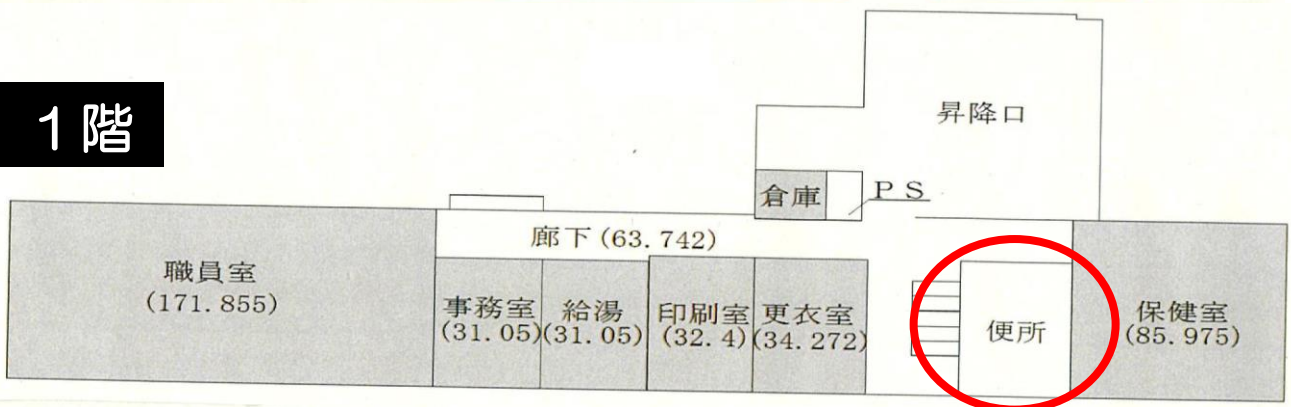 1階
昇降口
倉庫
PS
廊下(63.742)
職員室
(171.855)
事務室
(31.05)
給湯
(31.05)
印刷室
(32.4)
更衣室
(34.272)
便所
保健室
(85.975)